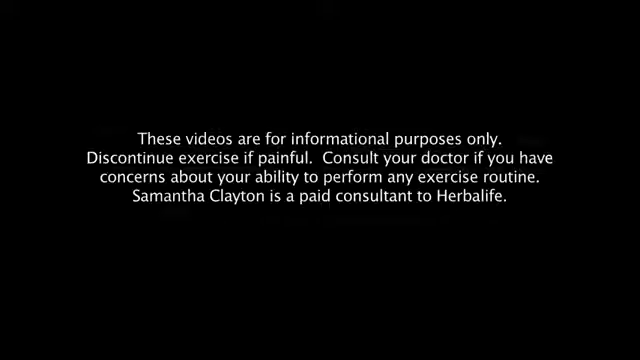 These videos are for informational purposes only.
Discontinue exercise if painful.  Consult your doctor if you have
concerns about your ability to perform any exercise routine.
Samantha Clayton is a paid consultant to Herbalife.